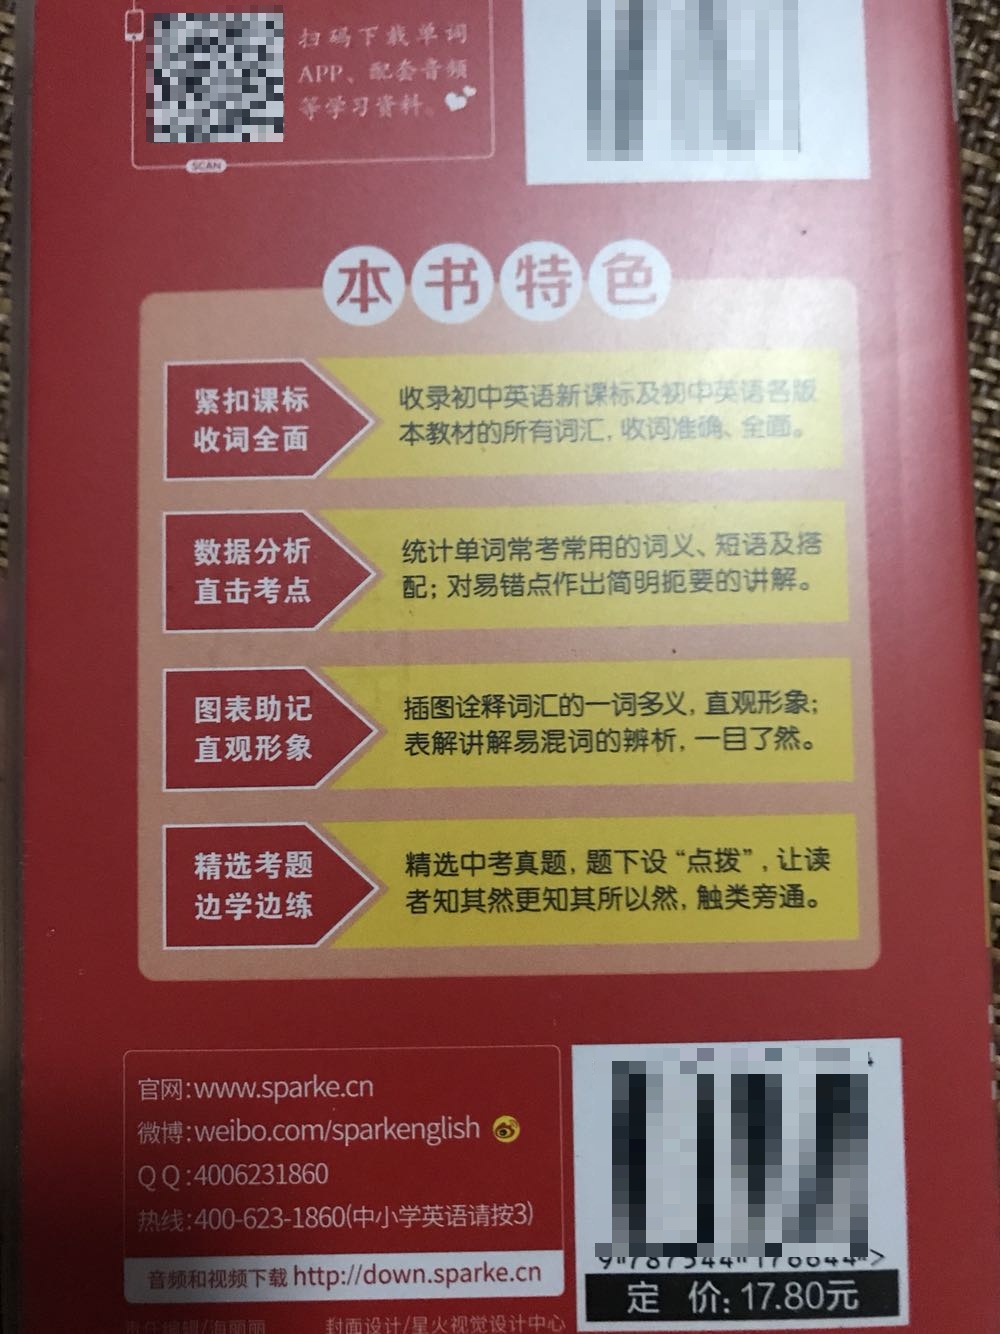 扫码下载单词
APP、配套音频
等学习资料。
SCAN
本书特色
紧扣课标
收词全面
收录初中英语新课标及初中英语各版
本教材的所有词汇，收词准确、全面。
数据分析
直击考点
统计单词常考常用的词义、短语及搭
配；对易错点作出简明扼要的讲解。
图表助记
直观形象
插图诠释词汇的一词多义，直观形象；
表解讲解易混词的辨析，一目了然。
精选考题
边学边练
精选中考真题，题下设“点拨”，让读
者知其然更知其所以然，触类旁通。
官网:www.sparke.cn
微博:weibo.com/sparkenglish
QQ:4006231860
热线:400-623-1860(中小学英语请按3)
音频和视频下载 http://down.sparke.cn
9"787544"176644">
定 价: 17.80元
责任编辑/海丽丽
封面设计/星火视觉设计中心